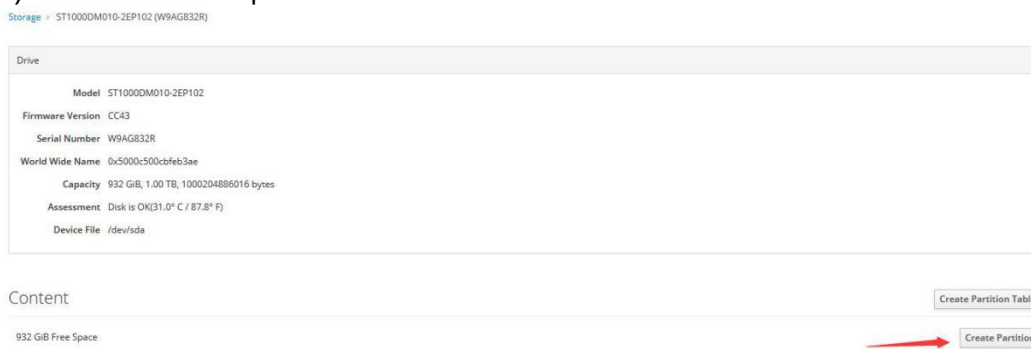 Storage > ST1000DM010-2EP102 (W9AG832R)
Drive
Model ST1000DM010-2EP102
Firmware Version CC43
Serial Number W9AG832R
World Wide Name 0x5000c500cbfeb3ae
Capacity 932 GiB, 1.00 TB, 1000204886016 bytes
Assessment Disk is OK(31.0° C / 87.8° F)
Device File /dev/sda
Content
Create Partition Tabl
932 GiB Free Space Create Partition